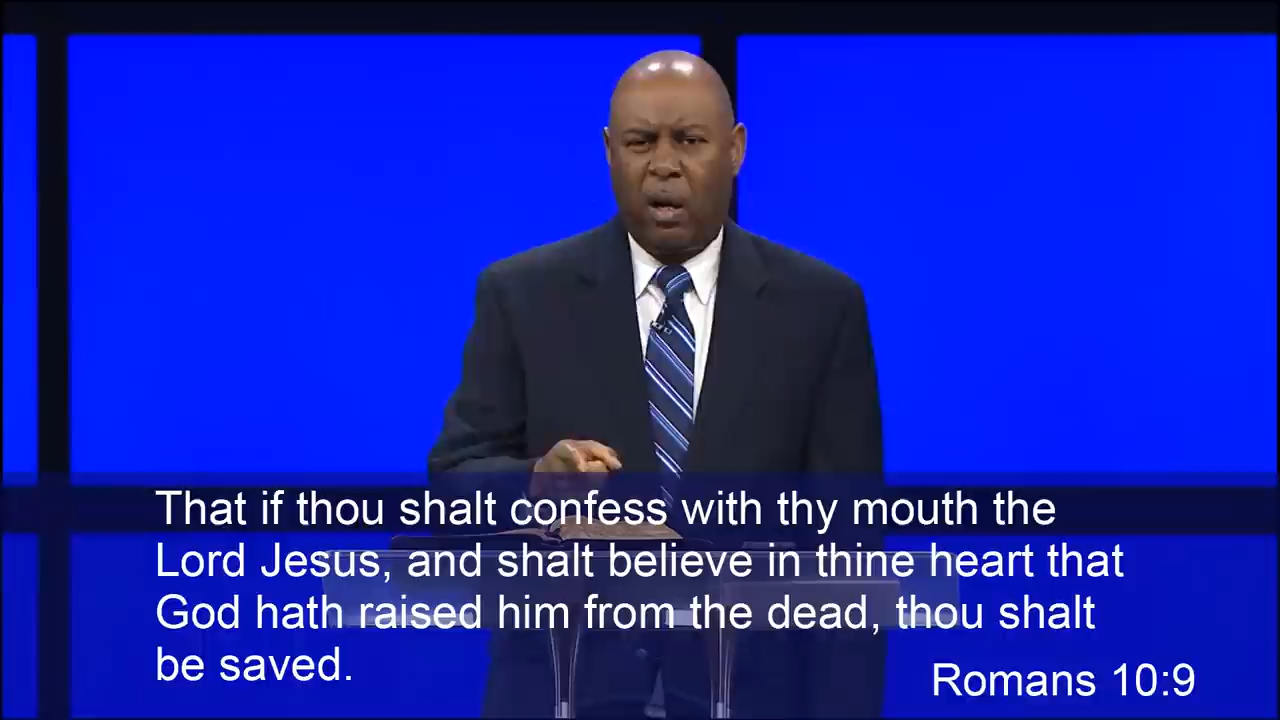 That if thou shalt confess with thy mouth the
Lord Jesus, and shalt believe in thine heart that
God hath raised him from the dead, thou shalt
be saved.
Romans 10:9